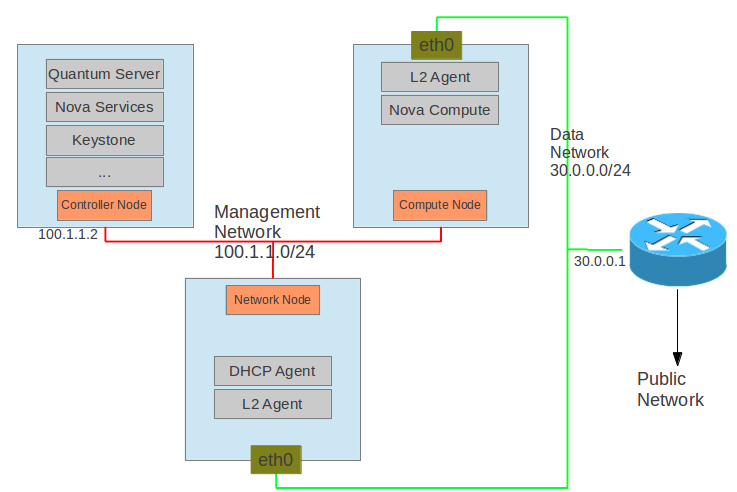 Quantum Server
Nova Services
Keystone
...
Controller Node
100.1.1.2
eth0
L2 Agent
Nova Compute
Compute Node
Management
Network
100.1.1.0/24
Network Node
DHCP Agent
L2 Agent
eth0
Data
Network
30.0.0.0/24
30.0.0.1
Public
Network